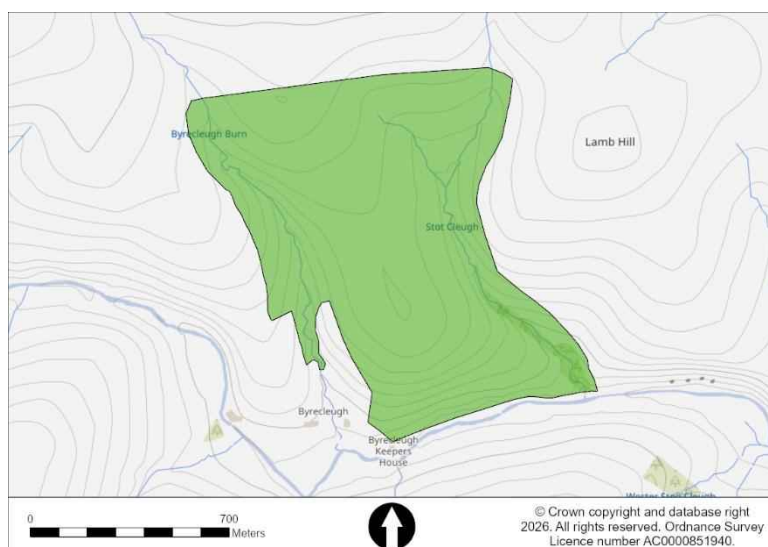 Byrecleugh Burn
Lamb Hill
Stot Cleugh
Byrecleugh
Byrecleugh
Keepers
House
0
700
Meters
© Crown copyright and database right
2026. All rights reserved. Ordnance Survey
Licence number AC0000851940.